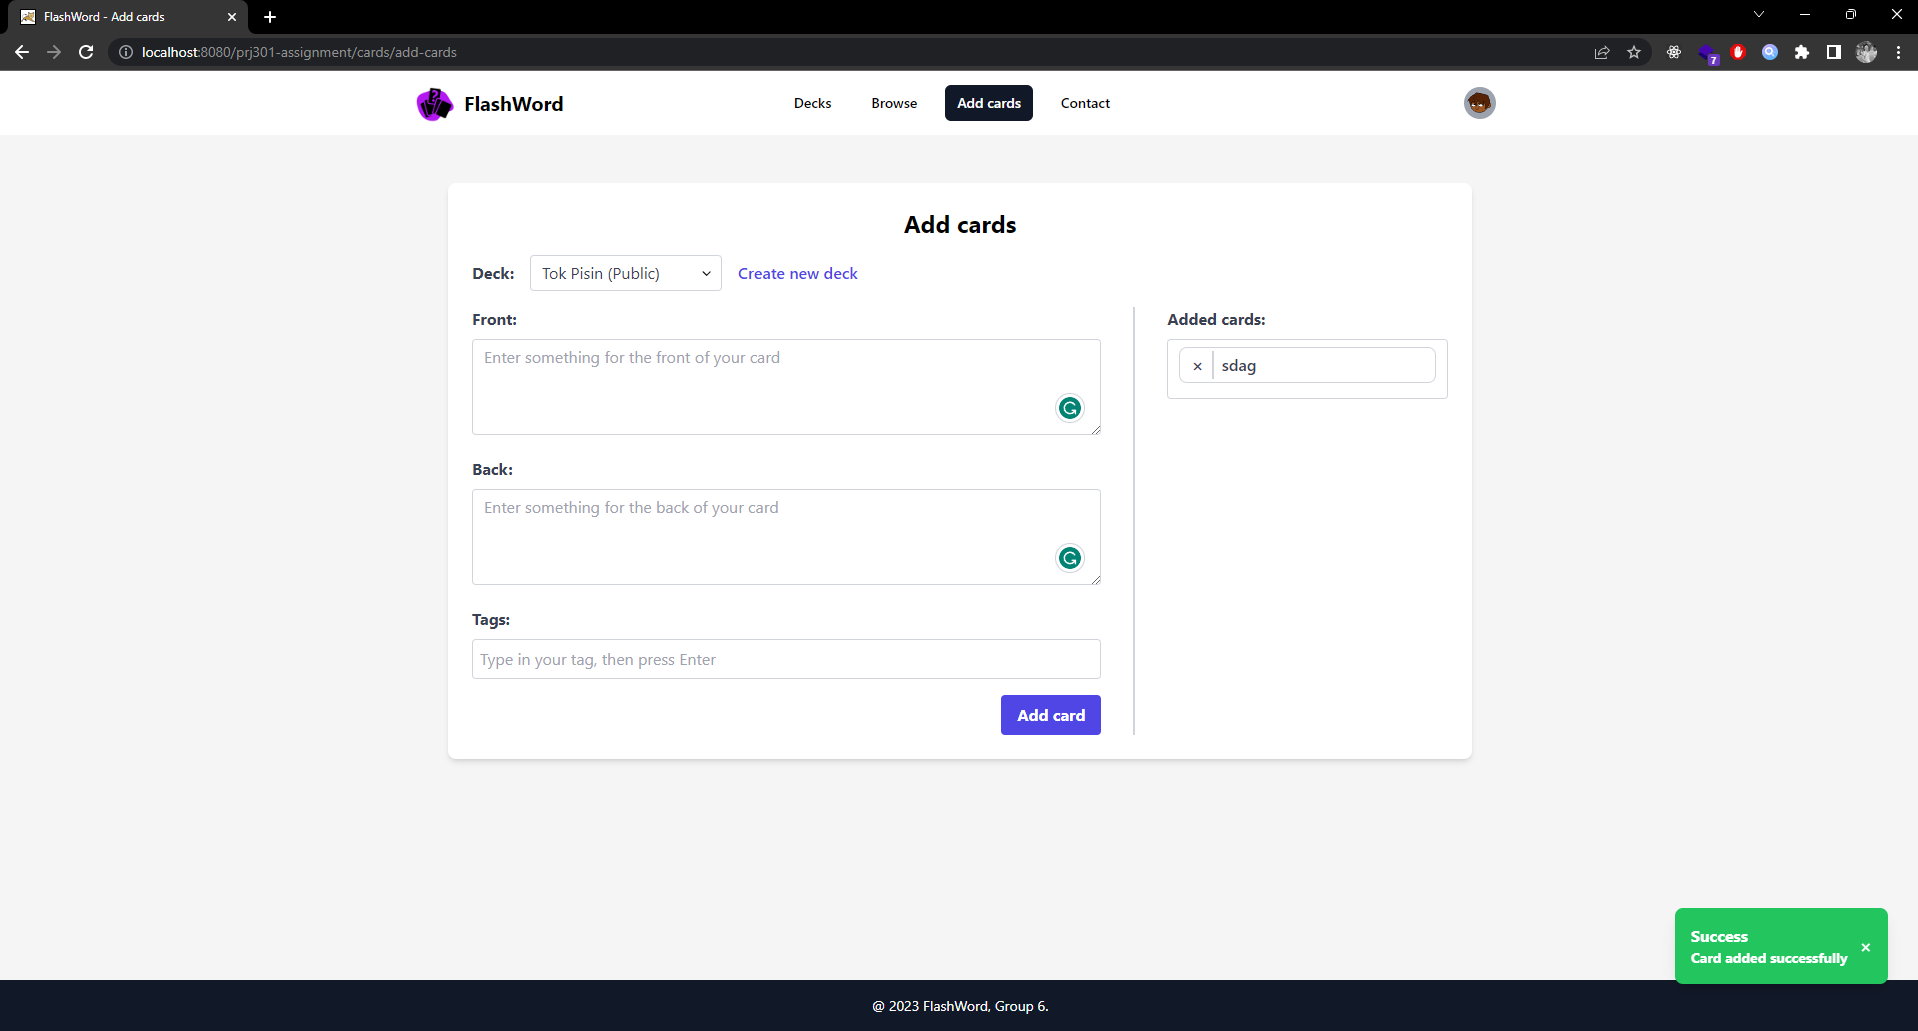 FlashWord - Add cards
localhost:8080/prj301-assignment/cards/add-cards
7
FlashWord
Decks
Browse
Add cards
Contact
Add cards
Deck:
Tok Pisin (Public)
Create new deck
Front:
Enter something for the front of your card
Back:
Enter something for the back of your card
Tags:
Type in your tag, then press Enter
Add card
Added cards:
sdag
Success
Card added successfully
@ 2023 FlashWord, Group 6.